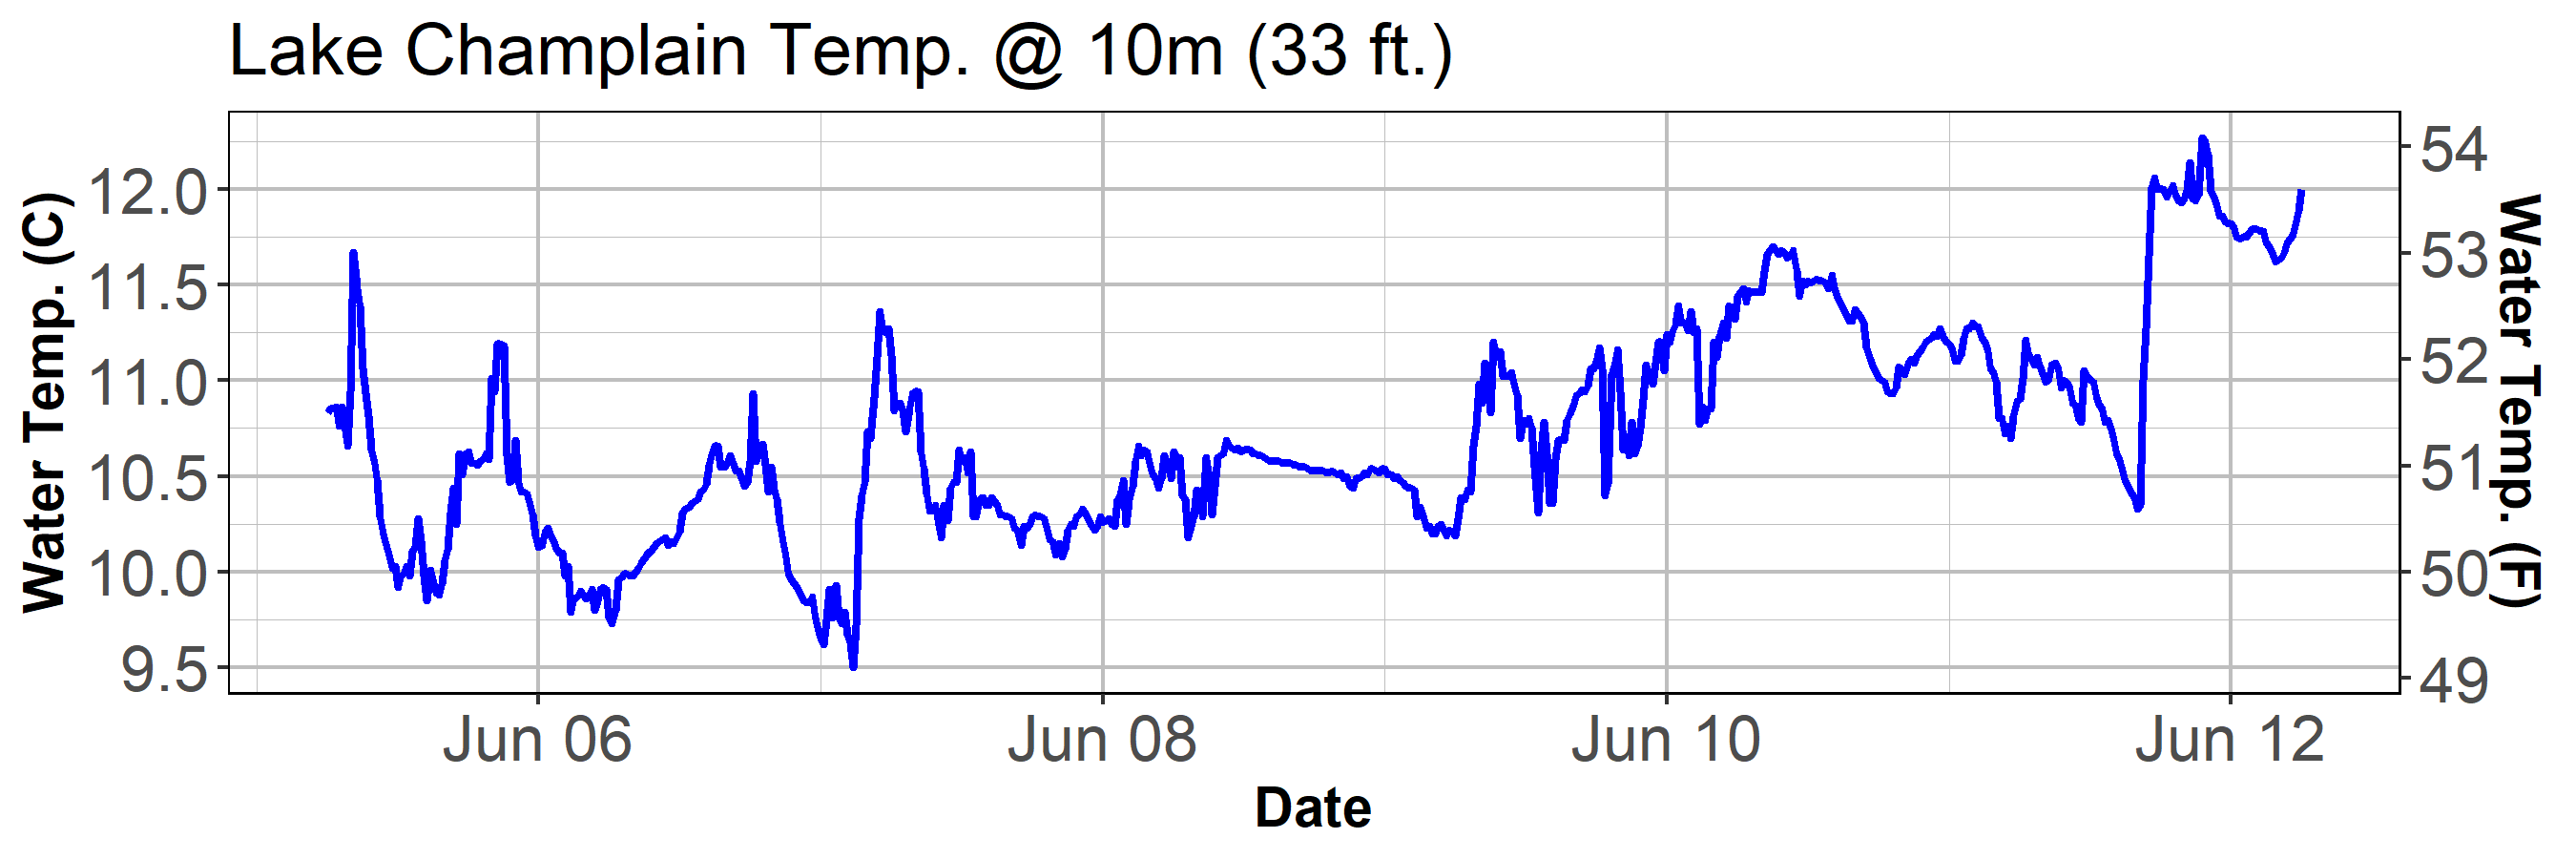 Lake Champlain Temp. @ 10m (33 ft.)
Water Temp. (C)
12.0
11.5
11.0
10.5
10.0
9.5
54
53
52
51
50
49
Water Temp. (F)
Jun 06
Jun 08
Jun 10
Jun 12
Date